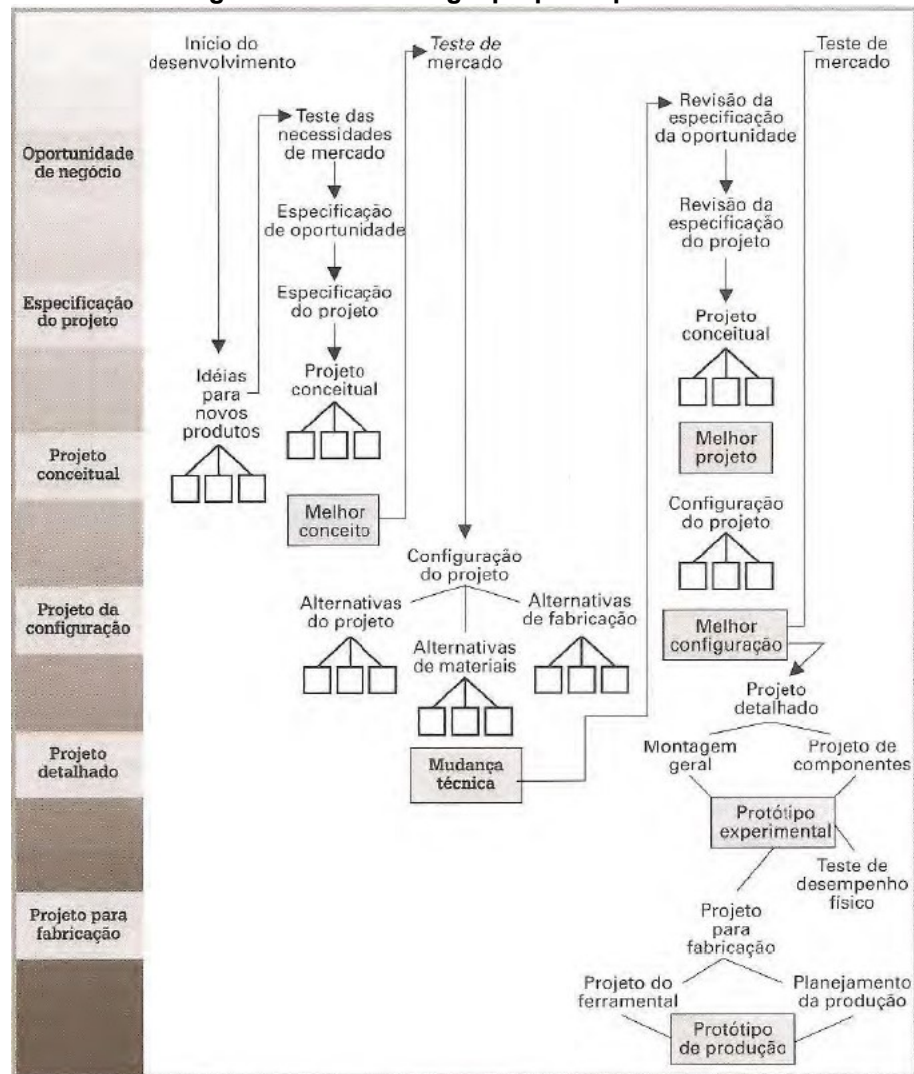 Oportunidade
de negócio
Especificação
do projeto
Projeto
conceitual
Projeto da
configuração
Projeto
detalhado
Projeto para
fabricação
Início do
desenvolvimento
Idéias
para
novos
produtos
Teste das
necessidades
de mercado
Especificação
de oportunidade
Especificação
do projeto
Projeto
conceitual
Melhor
conceito
Teste de
mercado
Configuração
do projeto
Alternativas
do projeto
Alternativas
de materiais
Alternativas
de fabricação
Mudança
técnica
Revisão da
especificação
da oportunidade
Revisão da
especificação
do projeto
Projeto
conceitual
Melhor
projeto
Configuração
do projeto
Melhor
configuração
Teste de
mercado
Projeto
detalhado
Montagem
geral
Projeto de
componentes
Protótipo
experimental
Teste de
desempenho
físico
Projeto
para
fabricação
Projeto do
ferramental
Planejamento
da produção
Protótipo
de produção